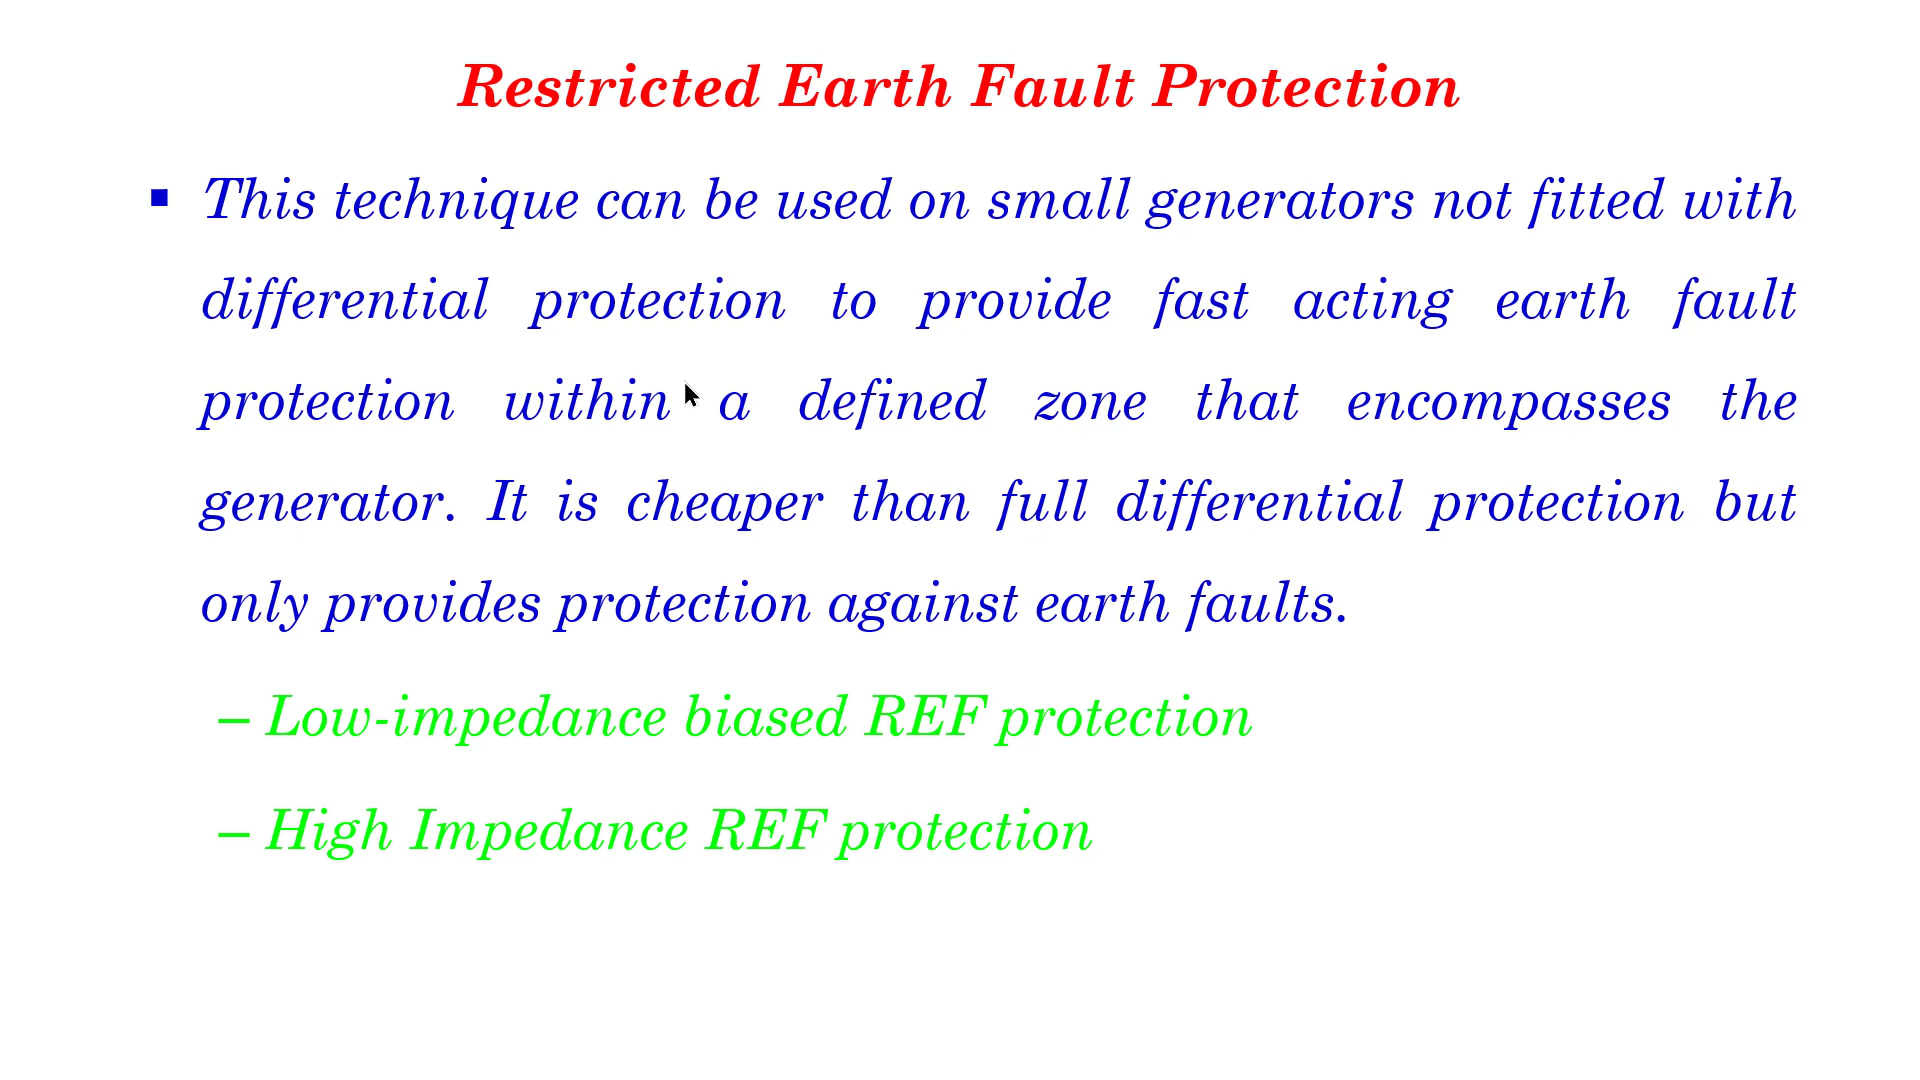 Restricted Earth Fault Protection
▪ This technique can be used on small generators not fitted with
differential protection to provide fast acting earth fault
protection within a defined zone that encompasses the
generator. It is cheaper than full differential protection but
only provides protection against earth faults.
– Low-impedance biased REF protection
– High Impedance REF protection